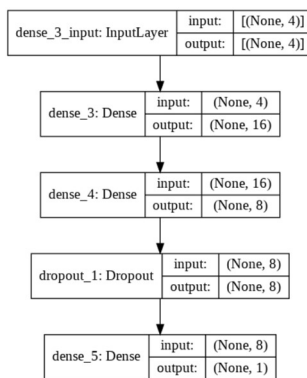 dense_3_input: InputLayer input: [(None, 4)]
output: [(None, 4)]
dense_3: Dense input: (None, 4)
output: (None, 16)
dense_4: Dense input: (None, 16)
output: (None, 8)
dropout_1: Dropout input: (None, 8)
output: (None, 8)
dense_5: Dense input: (None, 8)
output: (None, 1)